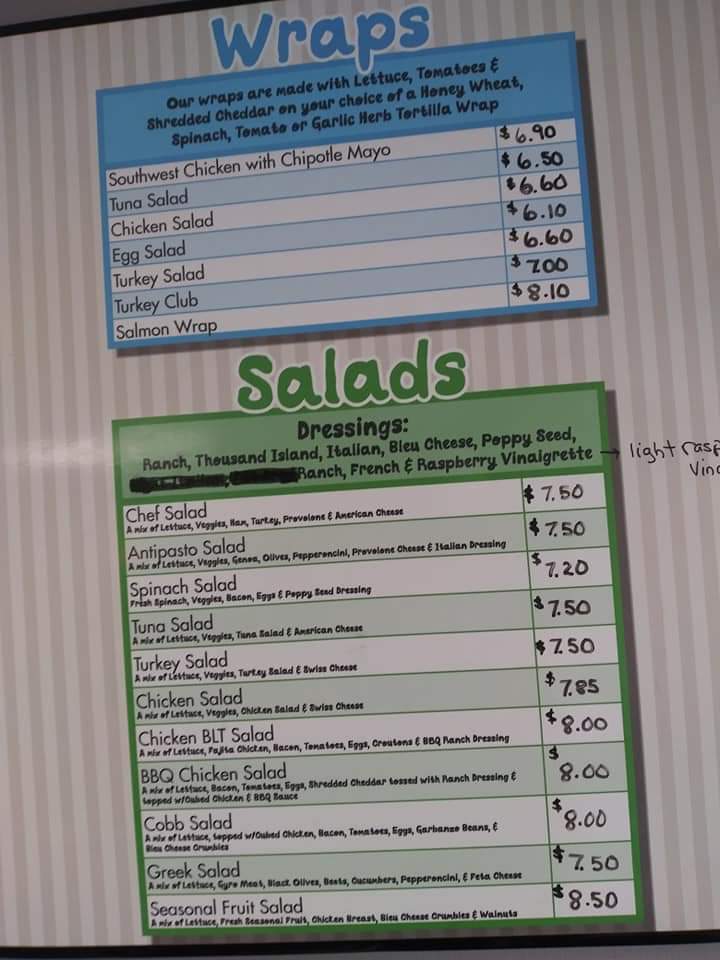 Wraps
Our wraps are made with Lettuce, Tomatoes &
Shredded Cheddar on your choice of a Honey Wheat,
Spinach, Tomato or Garlic Herb Tortilla Wrap
Southwest Chicken with Chipotle Mayo $6.90
Tuna Salad $6.50
Chicken Salad $6.60
Egg Salad $6.10
Turkey Salad $6.60
Turkey Club $7.00
Salmon Wrap $8.10
Salads
Dressings:
Ranch, Thousand Island, Italian, Bleu Cheese, Poppy Seed,
Ranch, French & Raspberry Vinaigrette → light rasp
Vina
Chef Salad $7.50
A mix of Lettuce, Veggies, Ham, Turkey, Provolone & American Cheese
Antipasto Salad $7.50
A mix of Lettuce, Veggies, Genoa, Olives, Pepperoncini, Provolone Cheese & Italian Dressing
Spinach Salad $7.20
Fresh Spinach, Veggies, Bacon, Eggs & Poppy Seed Dressing
Tuna Salad $7.50
A mix of Lettuce, Veggies, Tuna Salad & American Cheese
Turkey Salad $7.50
A mix of Lettuce, Veggies, Turkey Salad & Swiss Cheese
Chicken Salad $7.85
A mix of Lettuce, Veggies, Chicken Salad & Swiss Cheese
Chicken BLT Salad $8.00
A mix of Lettuce, Fajita Chicken, Bacon, Tomatoes, Eggs, Croutons & BBQ Ranch Dressing
BBQ Chicken Salad $8.00
A mix of Lettuce, Bacon, Tomatoes, Eggs, Shredded Cheddar tossed with Ranch Dressing &
topped w/Cubed Chicken & BBQ Sauce
Cobb Salad $8.00
A mix of Lettuce, topped w/Cubed Chicken, Bacon, Tomatoes, Eggs, Garbanzo Beans, &
Bleu Cheese Crumbles
Greek Salad $7.50
A mix of Lettuce, Gyro Meat, Black Olives, Beets, Cucumbers, Pepperoncini, & Feta Cheese
Seasonal Fruit Salad $8.50
A mix of Lettuce, Fresh Seasonal Fruit, Chicken Breast, Bleu Cheese Crumbles & Walnuts